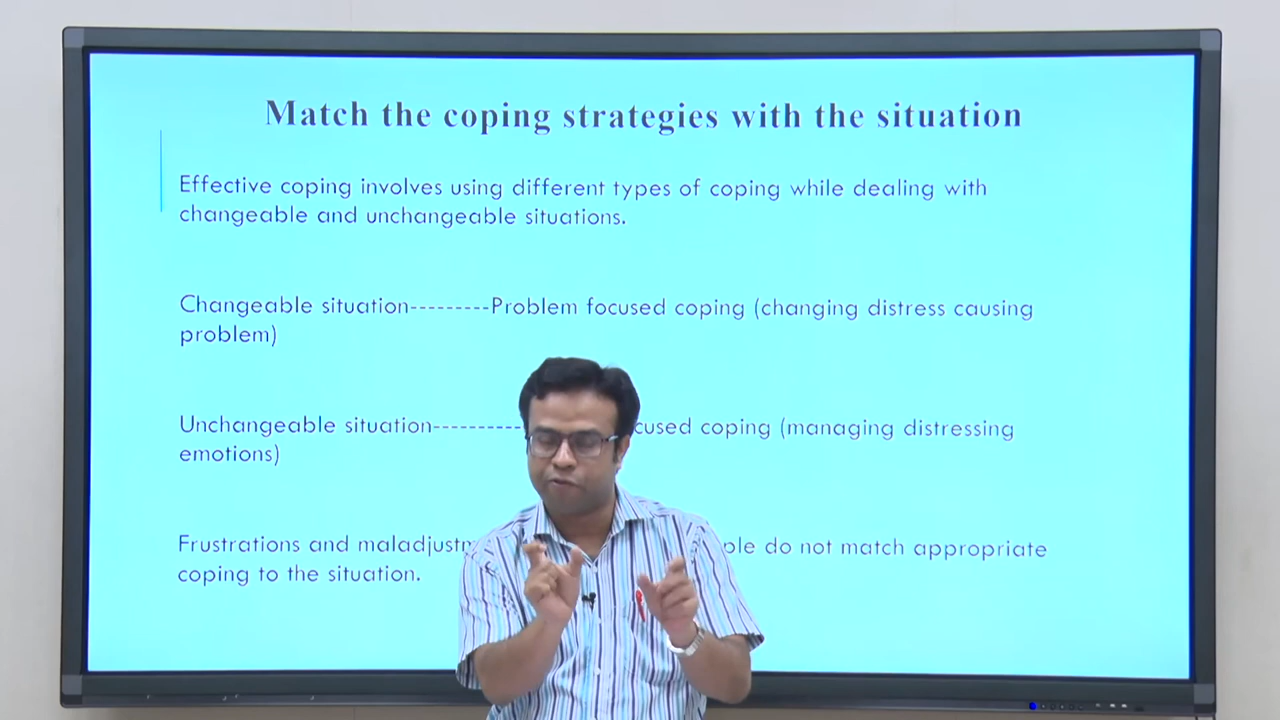 Match the coping strategies with the situation
Effective coping involves using different types of coping while dealing with
changeable and unchangeable situations.
Changeable situation---------Problem focused coping (changing distress causing
problem)
Unchangeable situation---------- cused coping (managing distressing
emotions)
Frustrations and maladjustm ple do not match appropriate
coping to the situation.